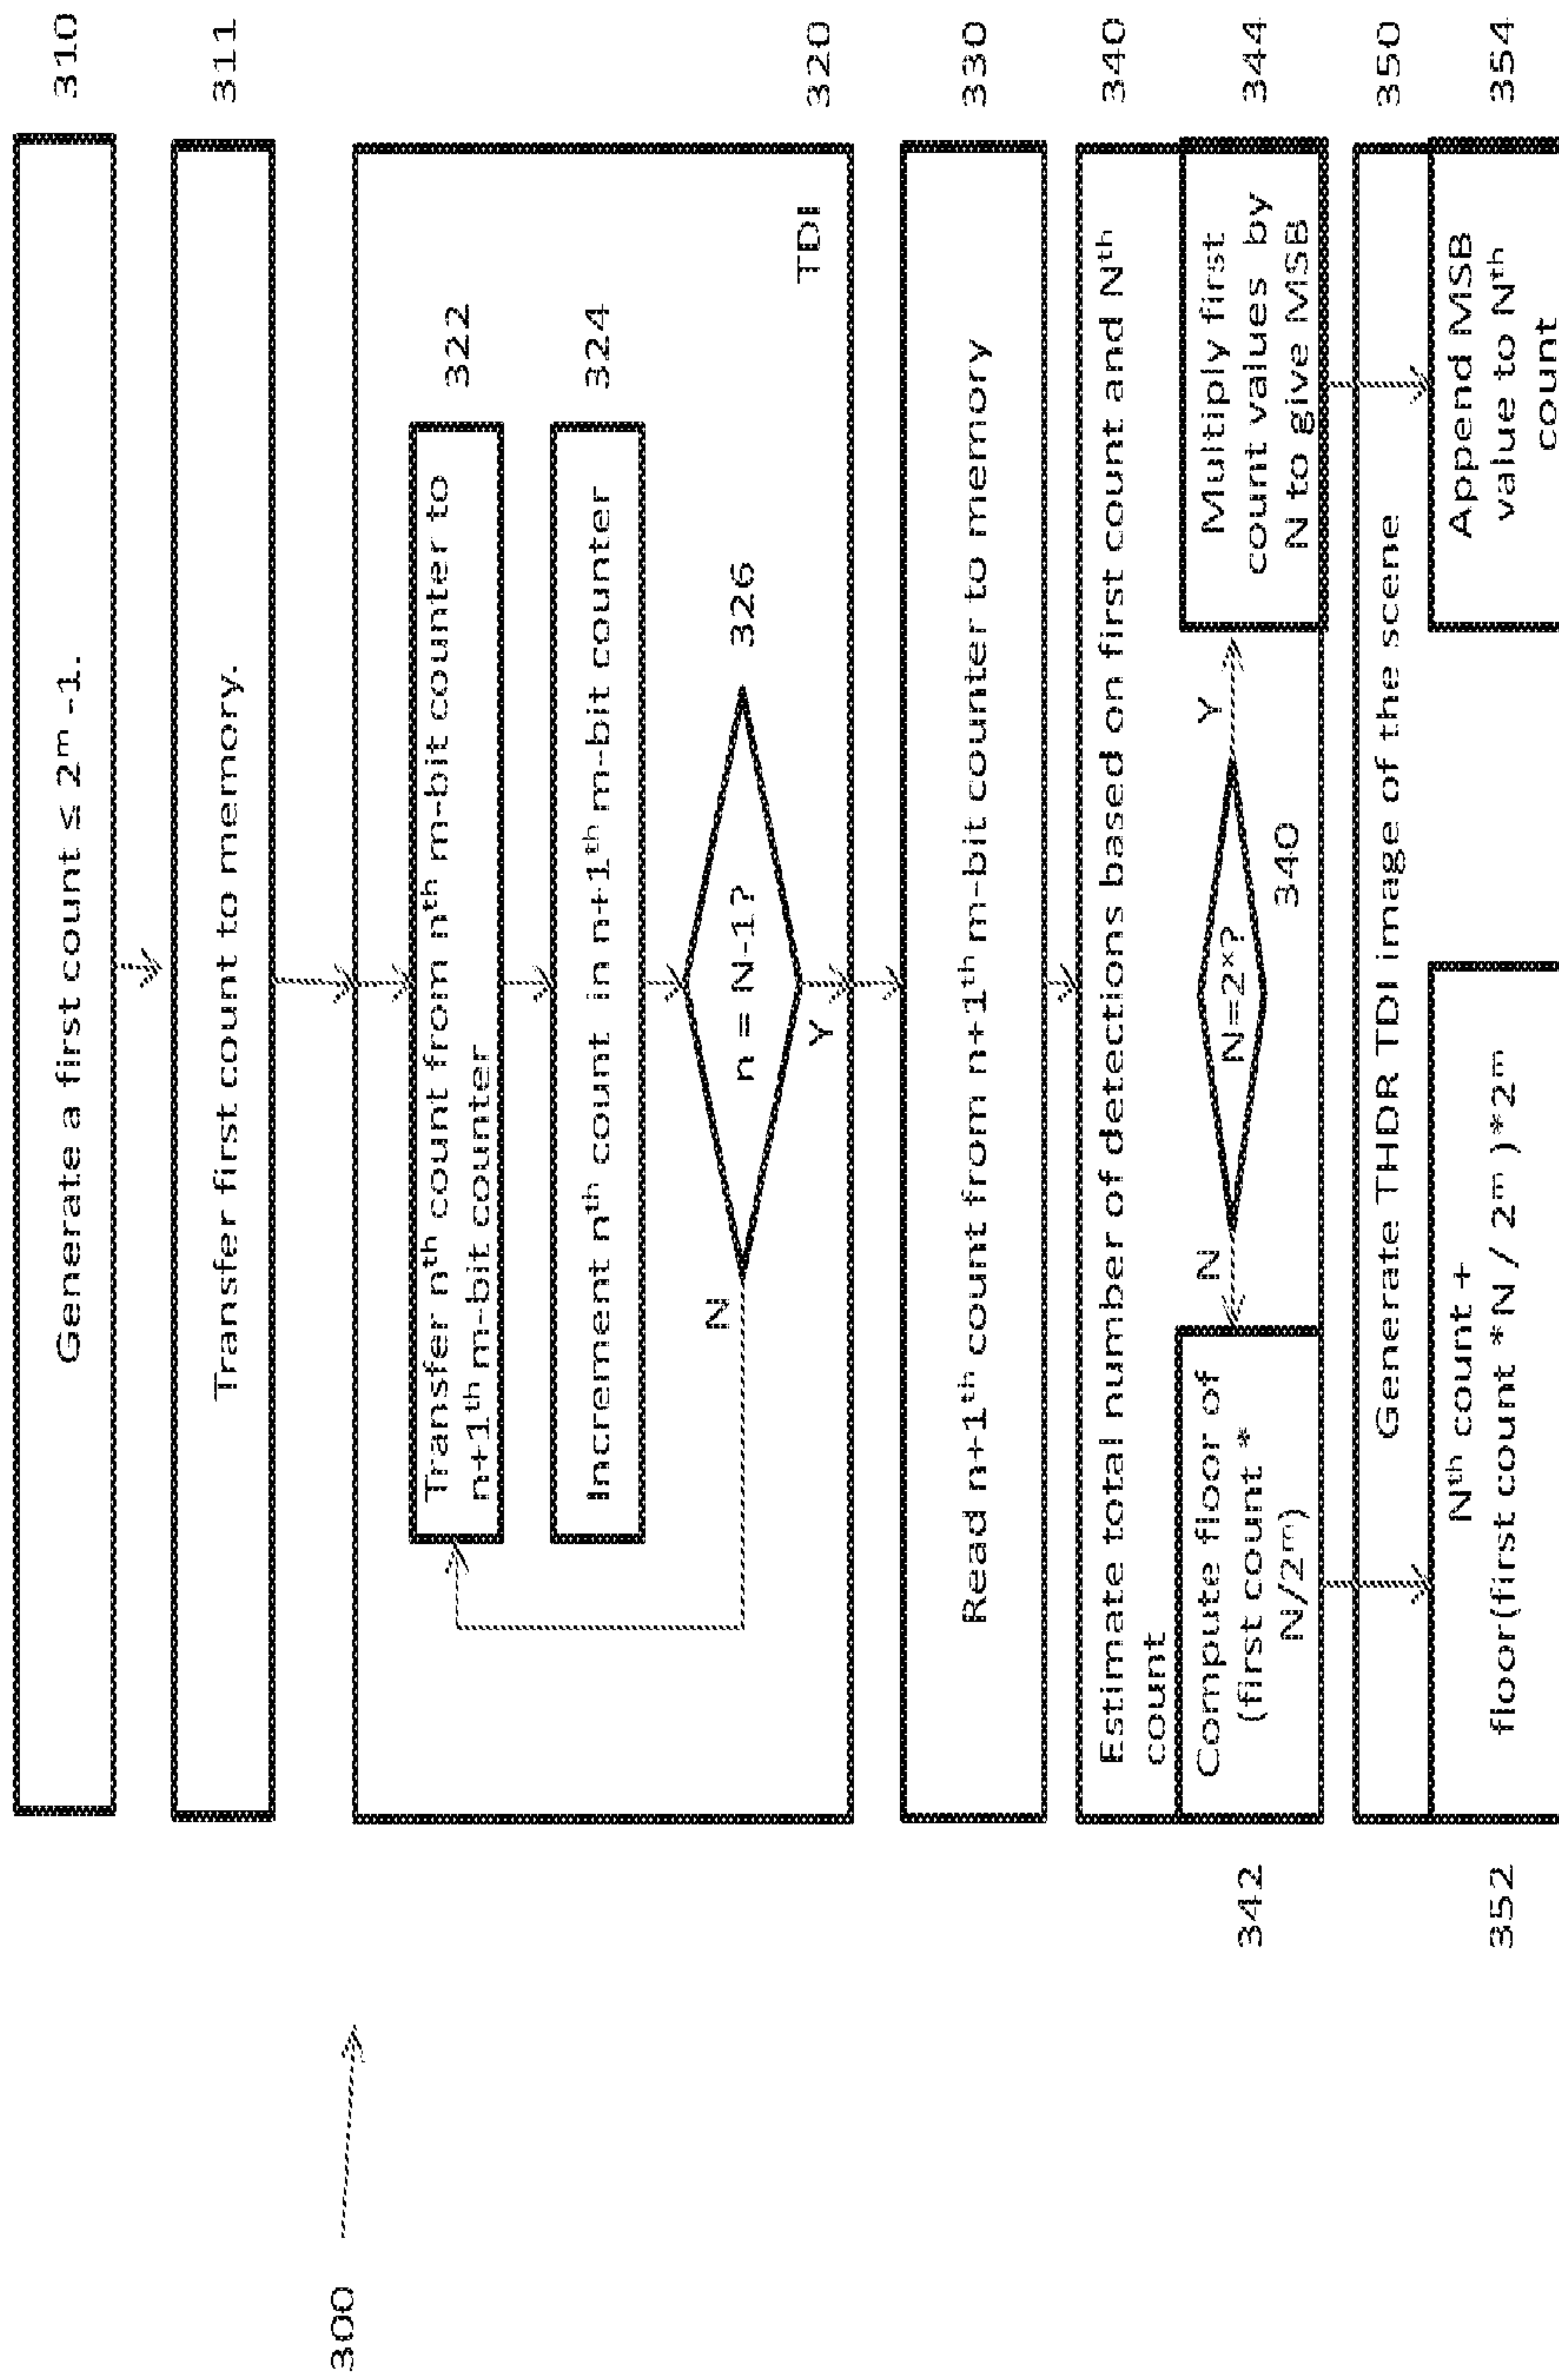 300
Generate a first count ≤ 2ᵐ -1.
310
Transfer first count to memory.
311
Transfer nᵗʰ count from nᵗʰ m-bit counter to
n+1ᵗʰ m-bit counter
322
Increment nᵗʰ count in n+1ᵗʰ m-bit counter
324
n = N-1?
326
N
Y
TDI
320
Read n+1ᵗʰ count from n+1ᵗʰ m-bit counter to memory
330
Estimate total number of detections based on first count and Nᵗʰ
count
340
342
Compute floor of
(first count *
N/2ᵐ)
N
N=2ˣ?
340
Y
Multiply first
count values by
N to give MSB
344
Generate THDR TDI image of the scene
350
352
Nᵗʰ count +
floor(first count *N / 2ᵐ)*2ᵐ
Append MSB
value to Nᵗʰ
count
354